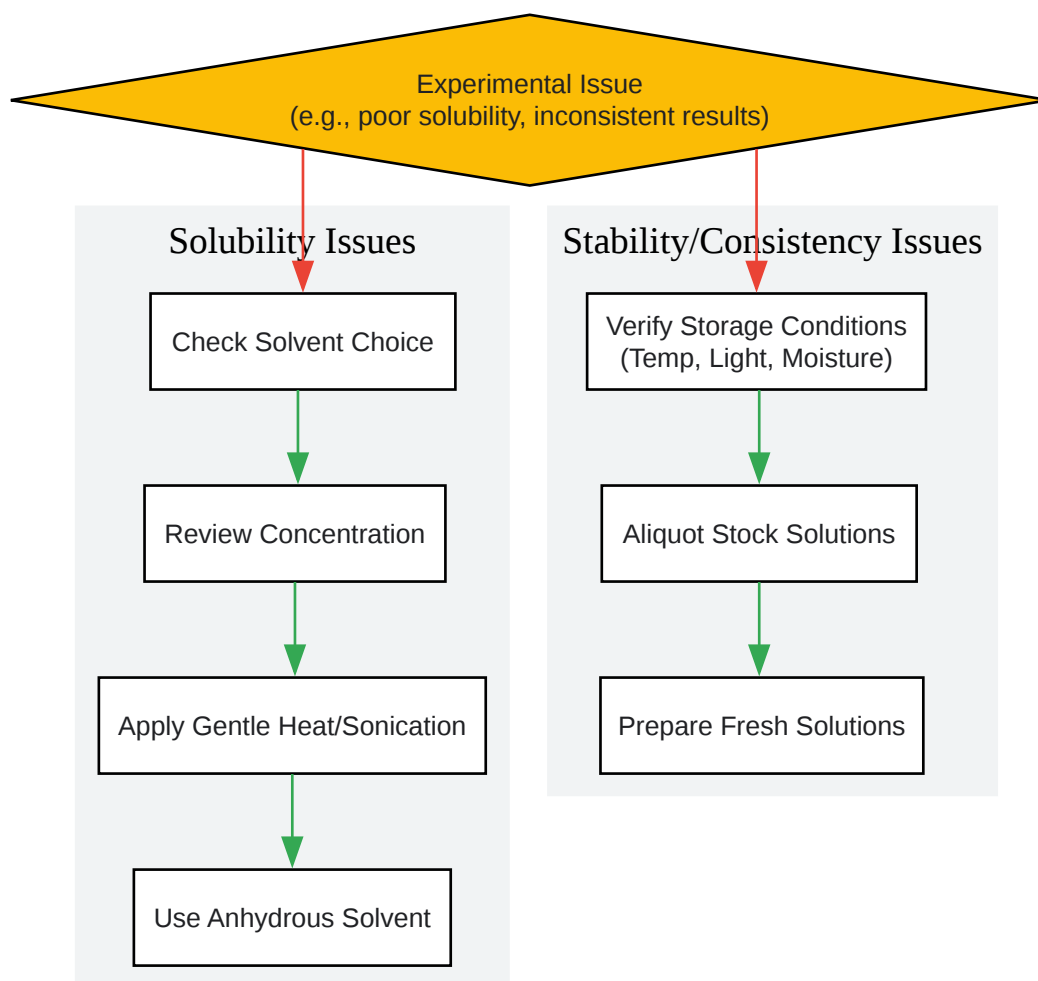 Experimental Issue
(e.g., poor solubility, inconsistent results)
Solubility Issues
Check Solvent Choice
Review Concentration
Apply Gentle Heat/Sonication
Use Anhydrous Solvent
Stability/Consistency Issues
Verify Storage Conditions
(Temp, Light, Moisture)
Aliquot Stock Solutions
Prepare Fresh Solutions